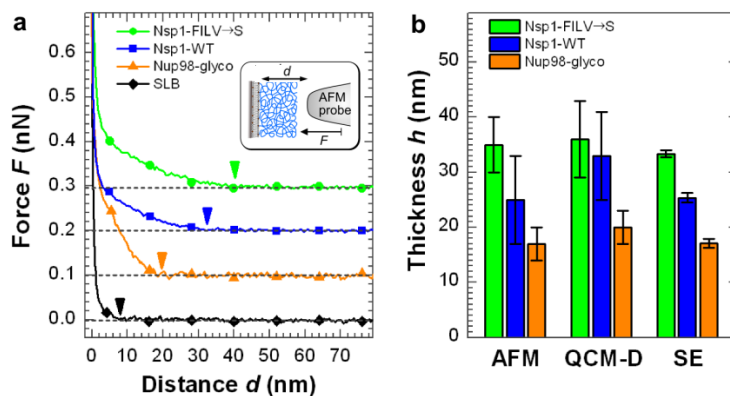 a
Nsp1-FILV→S
Nsp1-WT
Nup98-glyco
SLB
d
AFM
probe
F
0.6
0.5
0.4
0.3
0.2
0.1
0.0
Force F (nN)
0 10 20 30 40 50 60 70
Distance d (nm)
b
Nsp1-FILV→S
Nsp1-WT
Nup98-glyco
50
40
30
20
10
0
Thickness h (nm)
AFM QCM-D SE